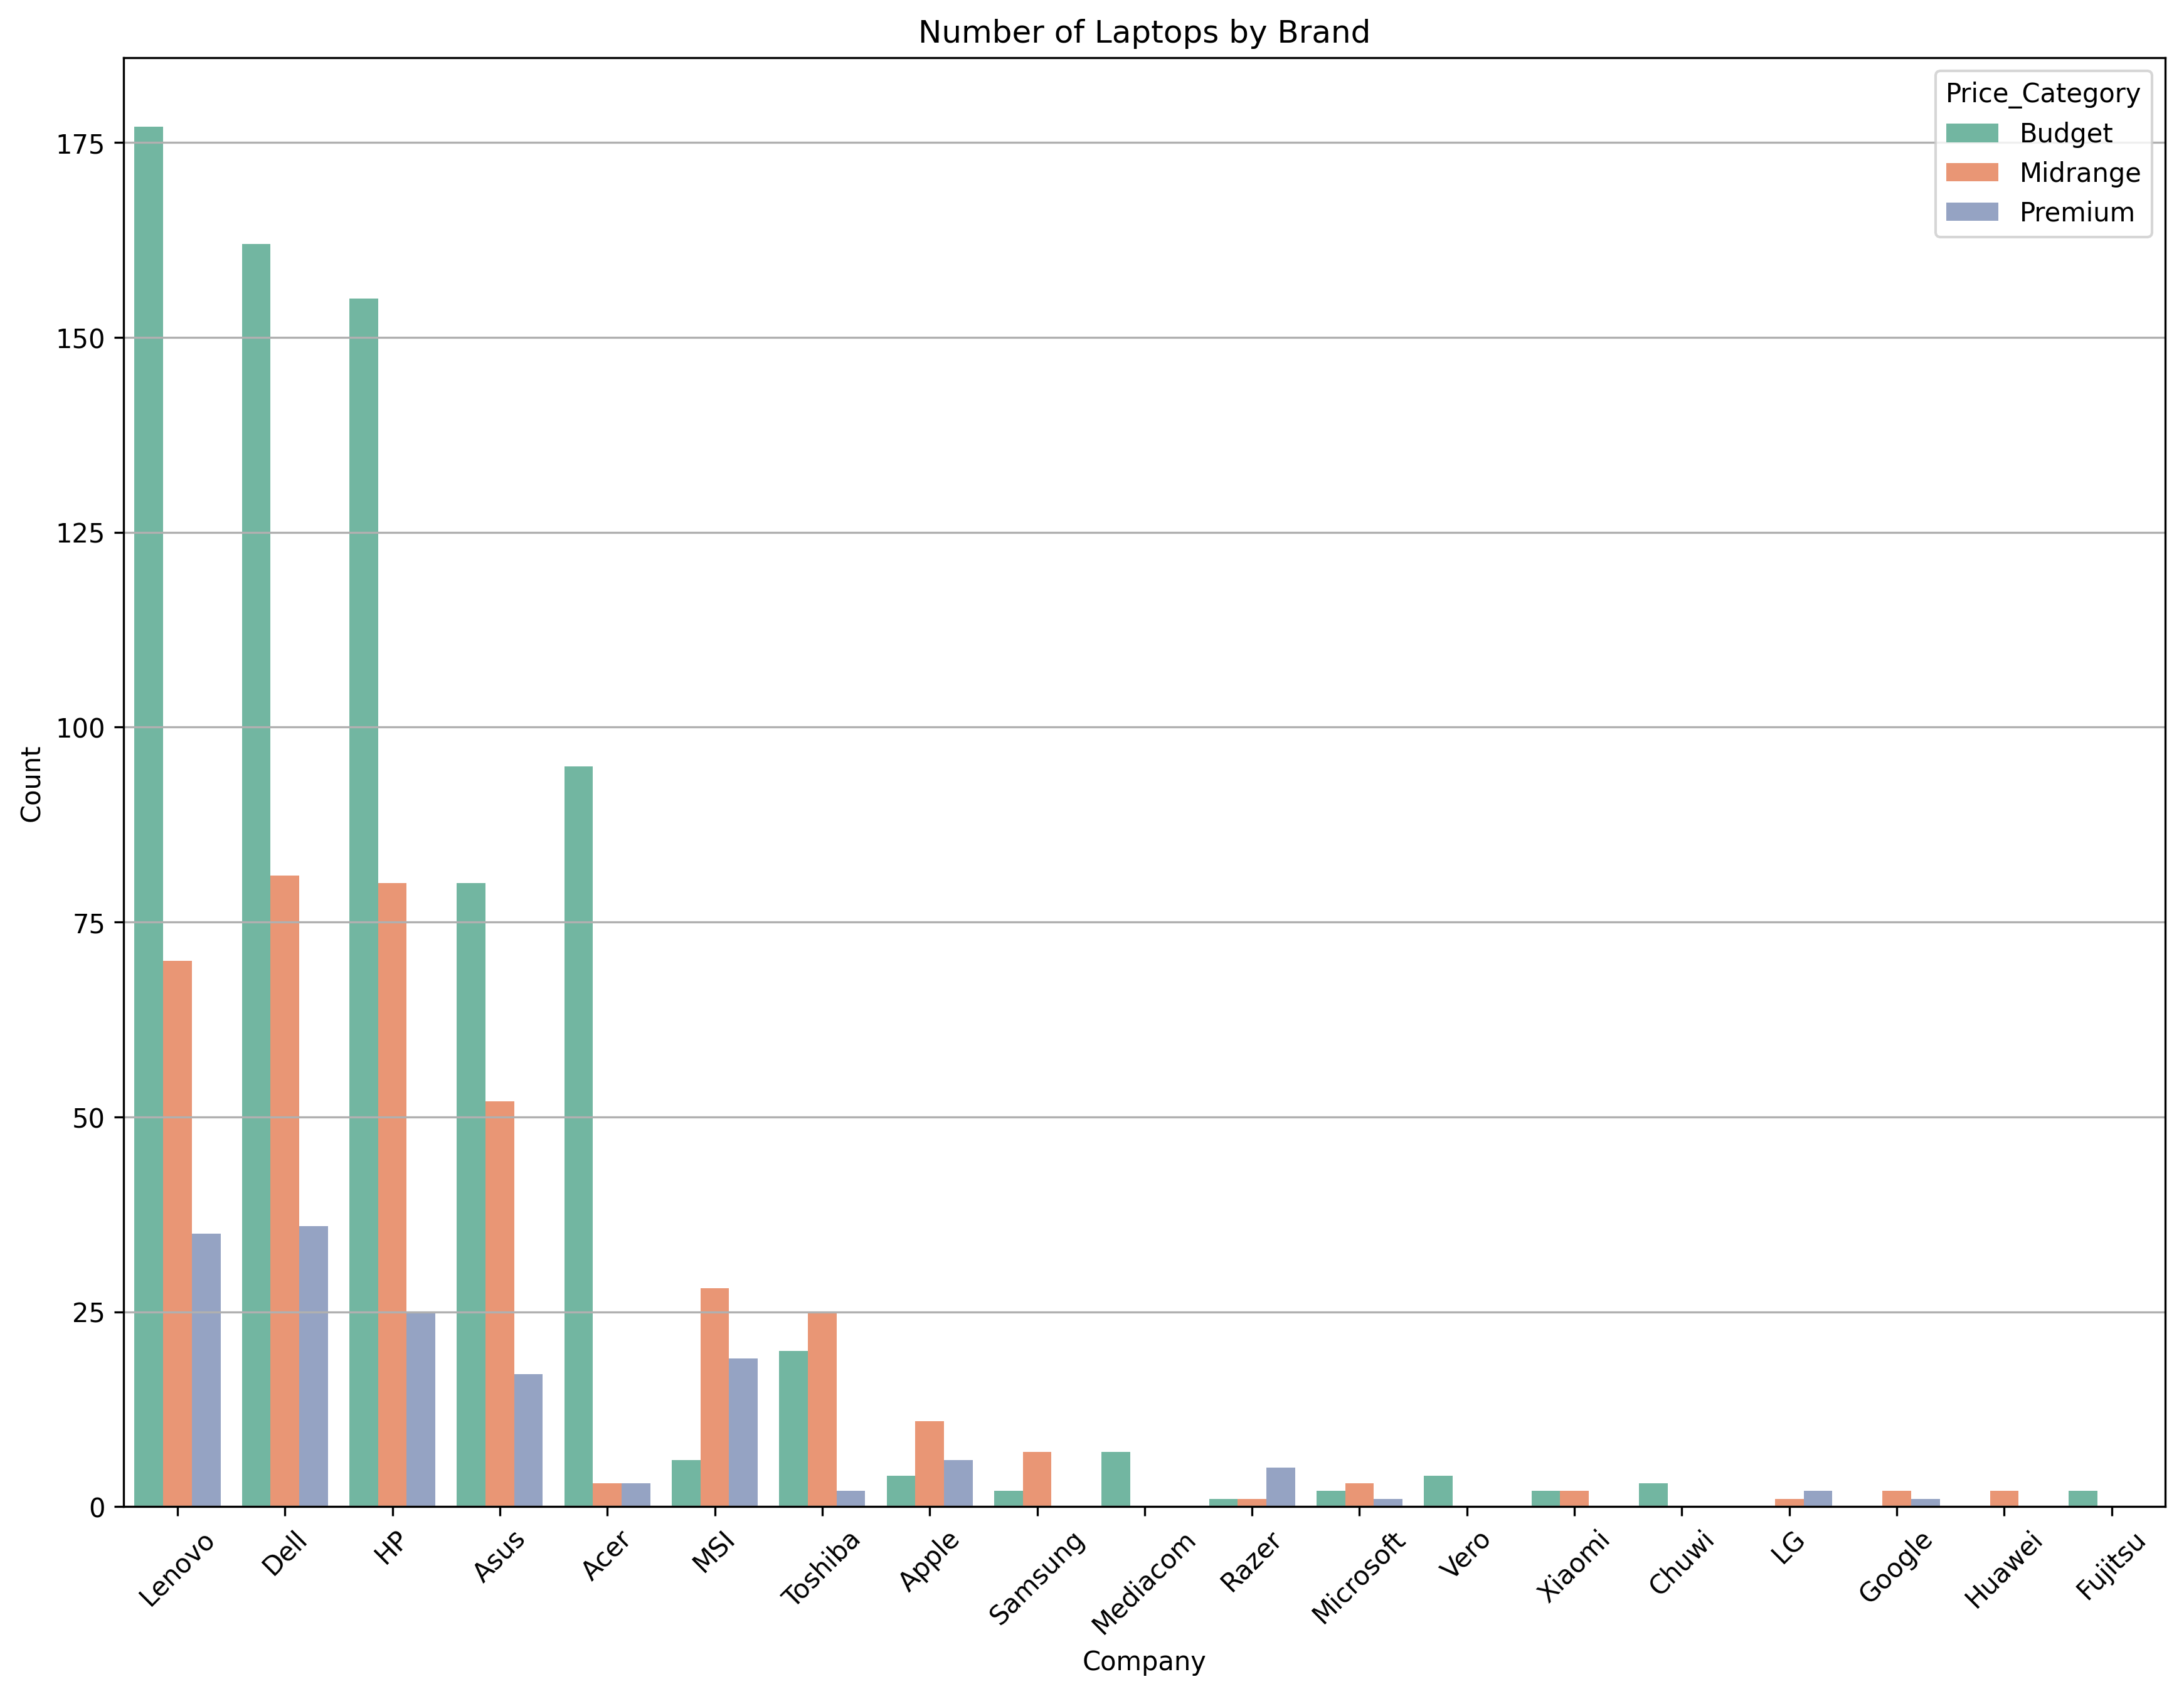 Number of Laptops by Brand
Price_Category
Budget
Midrange
Premium
175
150
125
100
75
50
25
0
Count
Lenovo
Dell
HP
Asus
Acer
MSI
Toshiba
Apple
Samsung
Mediacom
Razer
Microsoft
Vero
Xiaomi
Chuwi
LG
Google
Huawei
Fujitsu
Company